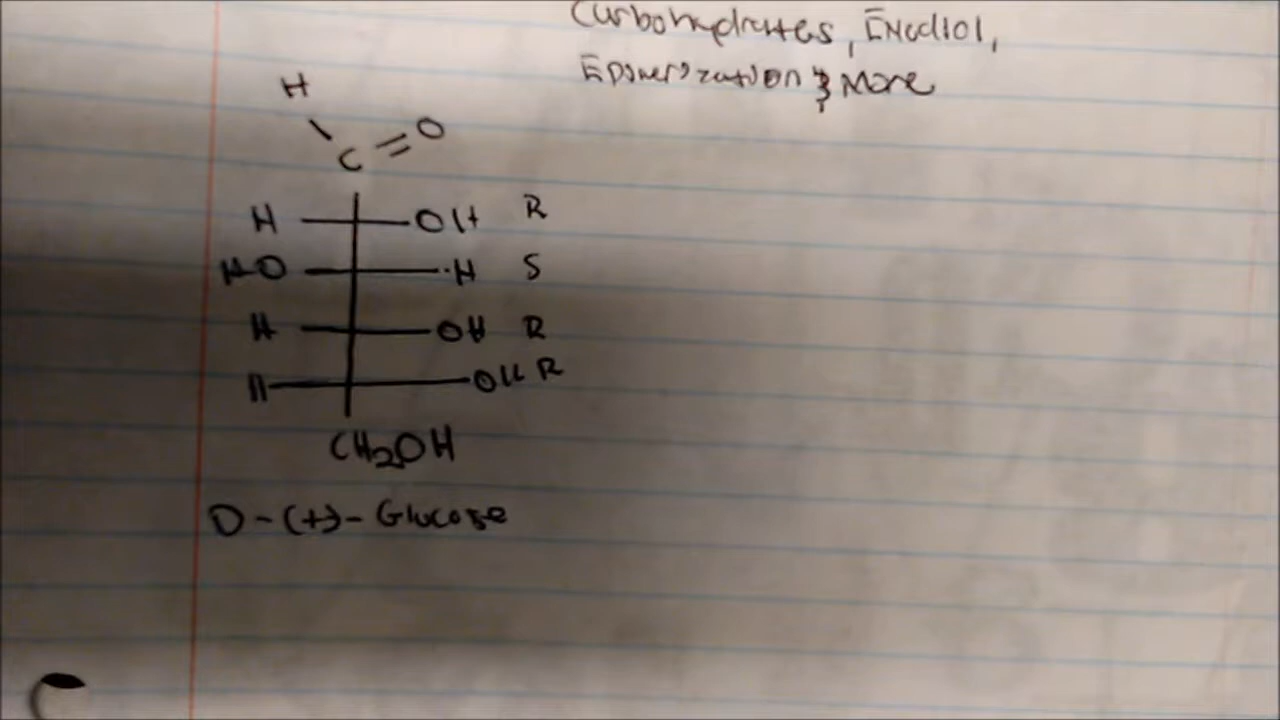 Carbohydrates, Enediol,
Epimerization & More
H
C = O
H OH R
HO H S
H OH R
H OH R
CH2OH
D-(+)-Glucose